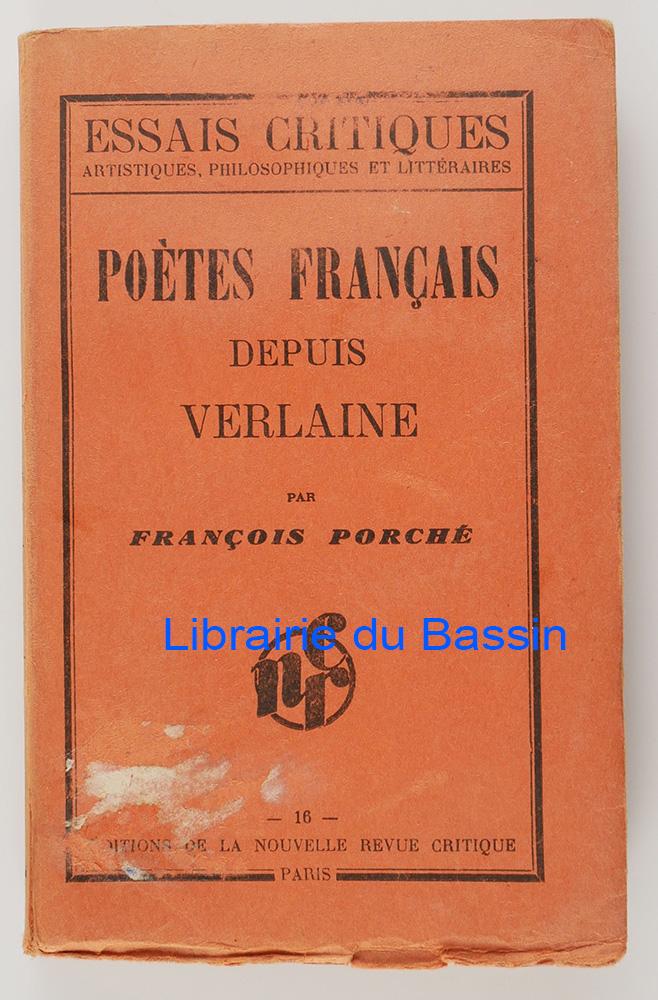 ESSAIS CRITIQUES
ARTISTIQUES, PHILOSOPHIQUES ET LITTÉRAIRES
POÈTES FRANÇAIS
DEPUIS
VERLAINE
PAR
FRANÇOIS PORCHÉ
Librairie du Bassin
nrc
— 16 —
DITIONS DE LA NOUVELLE REVUE CRITIQUE
PARIS